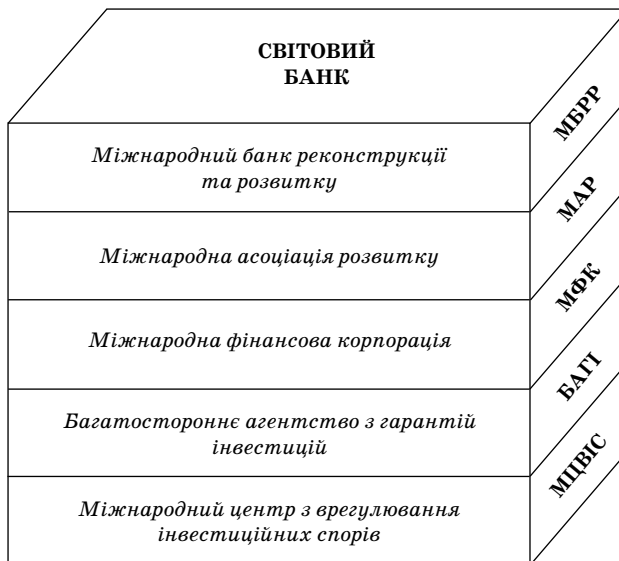 СВІТОВИЙ
БАНК
МБРР
Міжнародний банк реконструкції
та розвитку
МАР
Міжнародна асоціація розвитку
МФК
Міжнародна фінансова корпорація
БАГІ
Багатостороннє агентство з гарантій
інвестицій
МЦВІС
Міжнародний центр з врегулювання
інвестиційних спорів